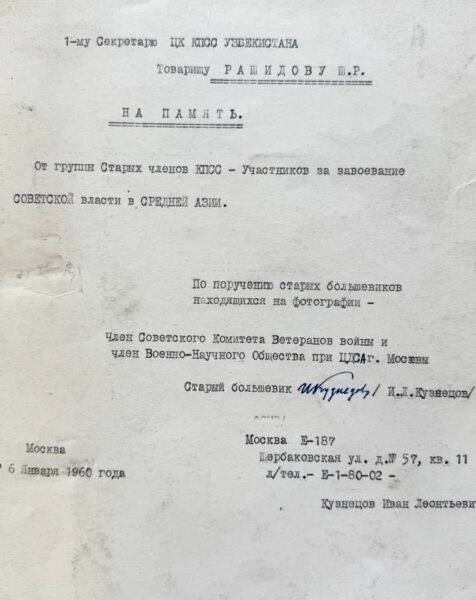 1-му Секретарю ЦК КПСС УЗБЕКИСТАНА
Товарищу РАШИДОВУ Ш.Р.
НА ПАМЯТЬ.
От группы Старых членов КПСС - Участников за завоевание
СОВЕТСКОЙ власти в СРЕДНЕЙ АЗИИ.
По поручению старых большевиков
находящихся на фотографии -
Член Советского Комитета Ветеранов войны и
член Военно-Научного Общества при ЦДСА г. Москвы
Старый большевик ИКузнецов / И.Л.Кузнецов/
Москва Е-187
Щербаковская ул. д.№ 57, кв. 11
л/тел.- Е-1-80-02 -
Кузнецов Иван Леонтьеви
Москва
6 Января 1960 года